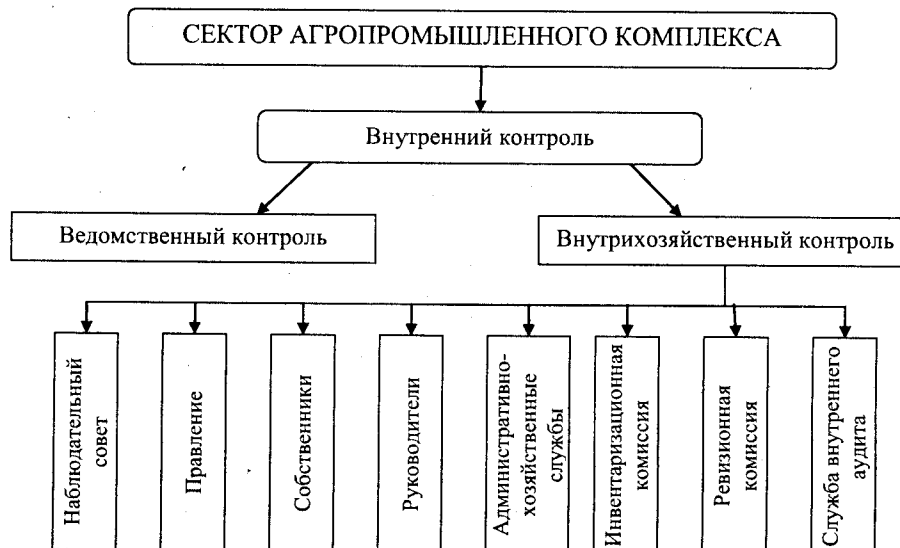 СЕКТОР АГРОПРОМЫШЛЕННОГО КОМПЛЕКСА
Внутренний контроль
Ведомственный контроль
Внутрихозяйственный контроль
Наблюдательный
совет
Правление
Собственники
Руководители
Административно-
хозяйственные
службы
Инвентаризационная
комиссия
Ревизионная
комиссия
Служба внутреннего
аудита